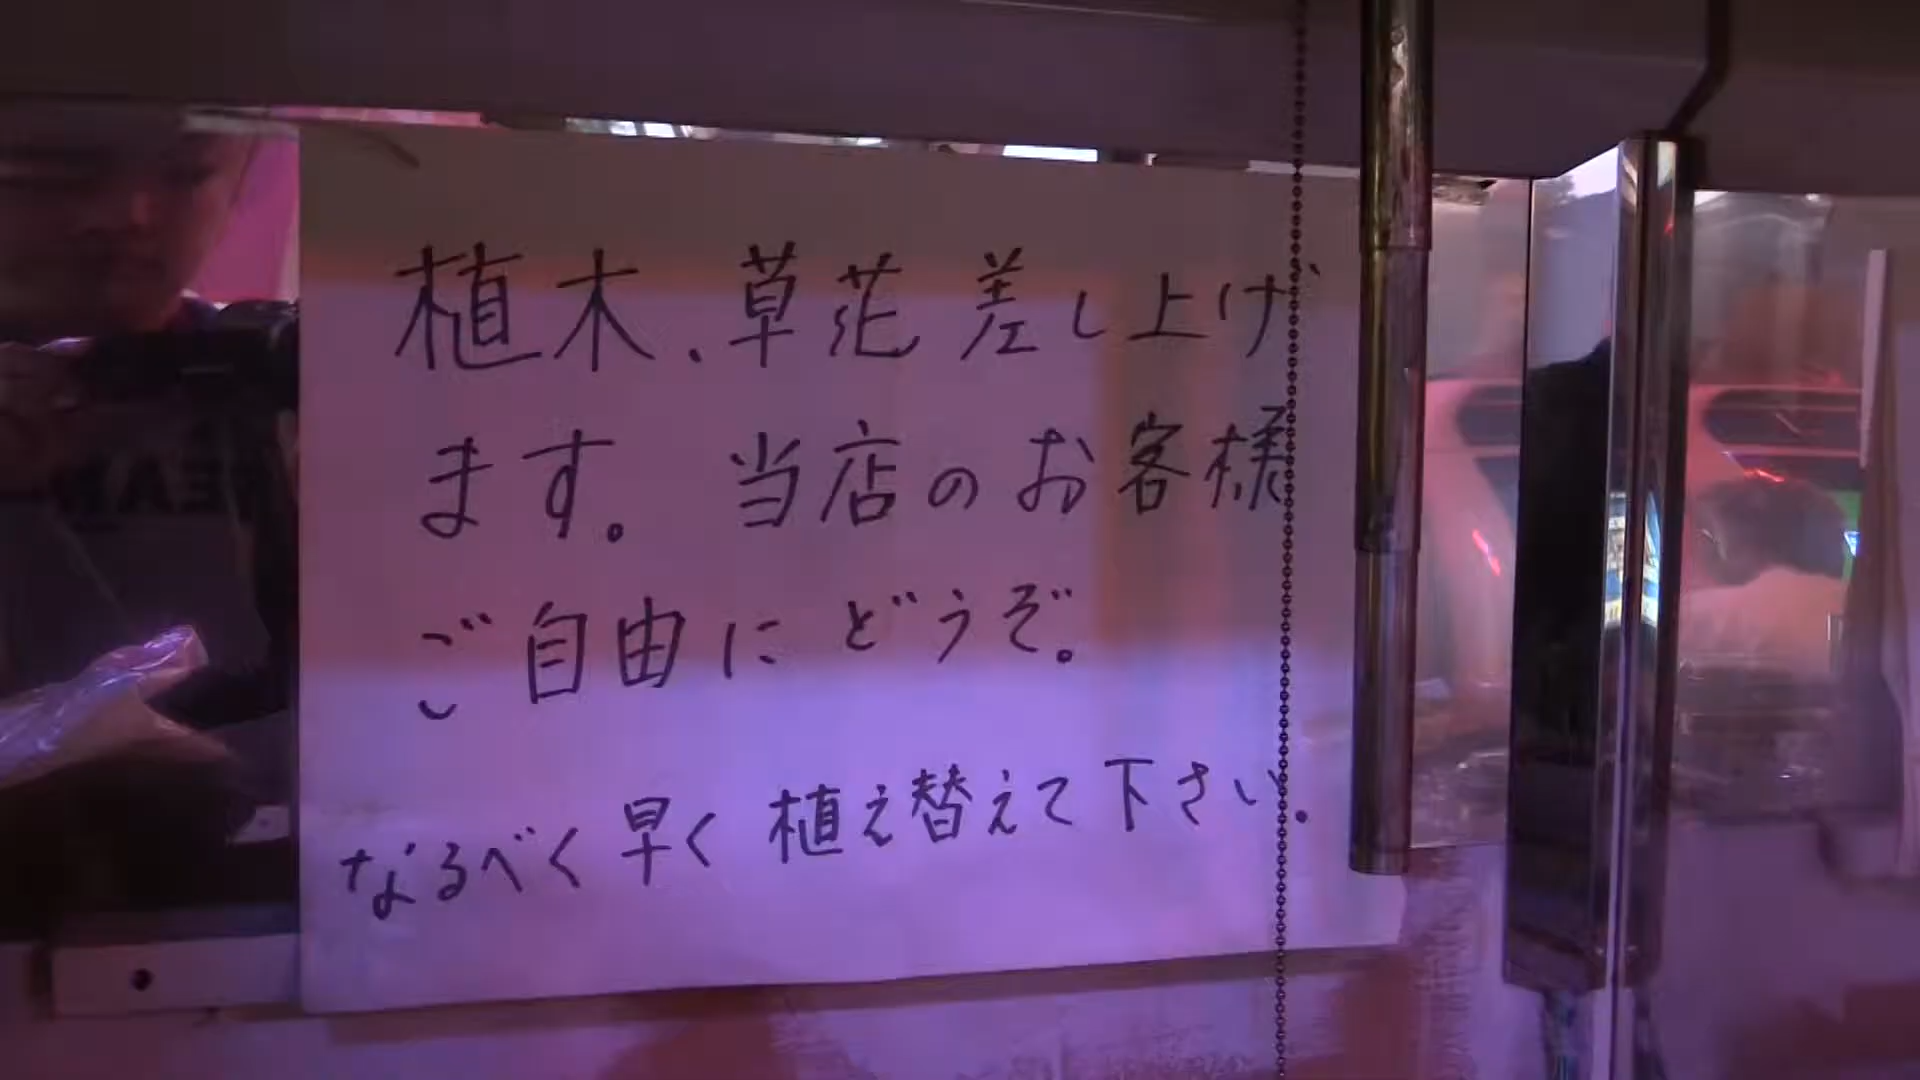 植木、草花差し上げ
ます。当店のお客様
ご自由にどうぞ。
なるべく早く植え替えて下さい。